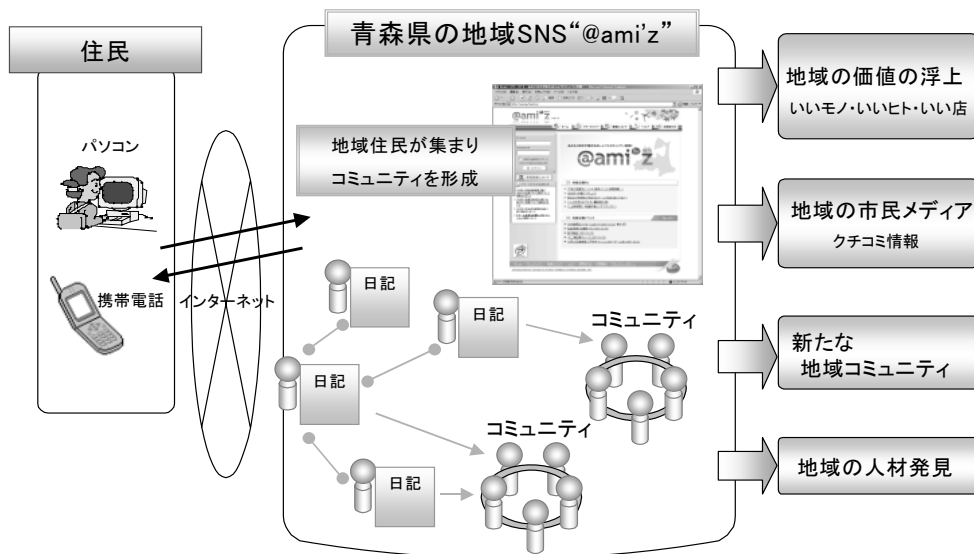 住民
パソコン
携帯電話
インターネット
青森県の地域SNS“@ami’z”
地域住民が集まり
コミュニティを形成
@ami'z
@ami'z
日記
日記
日記
日記
コミュニティ
コミュニティ
地域の価値の浮上
いいモノ・いいヒト・いい店
地域の市民メディア
クチコミ情報
新たな
地域コミュニティ
地域の人材発見